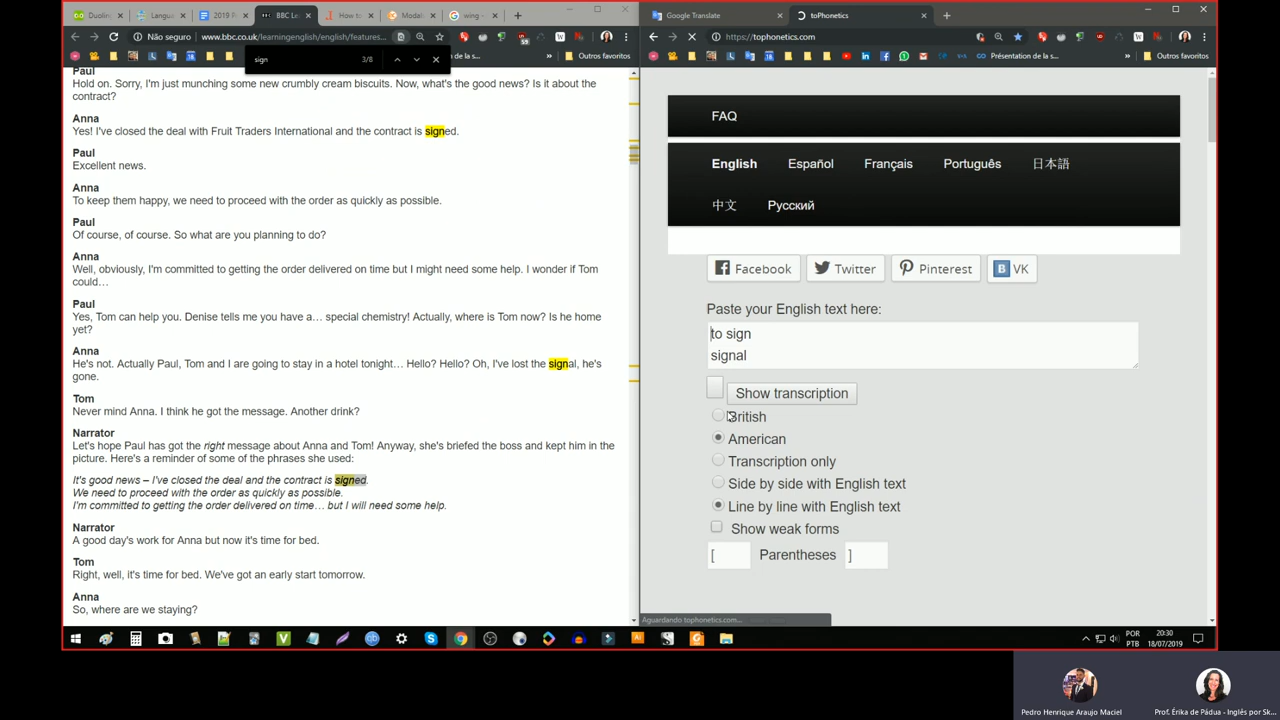 Duolin
Langua
2019 P
BBC Le
How to
Modals
wing
Google Translate
toPhonetics
Não seguro
www.bbc.co.uk/learningenglish/english/features...
https://tophonetics.com
de la s...
Outros favoritos
Présentation de la s...
Outros favoritos
sign
3/8
Paul
Hold on. Sorry, I'm just munching some new crumbly cream biscuits. Now, what's the good news? Is it about the
contract?
Anna
Yes! I've closed the deal with Fruit Traders International and the contract is signed.
Paul
Excellent news.
Anna
To keep them happy, we need to proceed with the order as quickly as possible.
Paul
Of course, of course. So what are you planning to do?
Anna
Well, obviously, I'm committed to getting the order delivered on time but I might need some help. I wonder if Tom
could…
Paul
Yes, Tom can help you. Denise tells me you have a… special chemistry! Actually, where is Tom now? Is he home
yet?
Anna
He's not. Actually Paul, Tom and I are going to stay in a hotel tonight… Hello? Hello? Oh, I've lost the signal, he's
gone.
Tom
Never mind Anna. I think he got the message. Another drink?
Narrator
Let's hope Paul has got the right message about Anna and Tom! Anyway, she's briefed the boss and kept him in the
picture. Here's a reminder of some of the phrases she used:
It's good news – I've closed the deal and the contract is signed.
We need to proceed with the order as quickly as possible.
I'm committed to getting the order delivered on time… but I will need some help.
Narrator
A good day's work for Anna but now it's time for bed.
Tom
Right, well, it's time for bed. We've got an early start tomorrow.
Anna
So, where are we staying?
FAQ
English Español Français Português 日本語
中文 Русский
Facebook Twitter Pinterest VK
Paste your English text here:
to sign
signal
Show transcription
British
American
Transcription only
Side by side with English text
Line by line with English text
Show weak forms
[ Parentheses ]
Aguardando tophonetics.com...
POR
PTB
20:30
18/07/2019
Pedro Henrique Araujo Maciel
Prof. Érika de Pádua - Inglês por Sk...